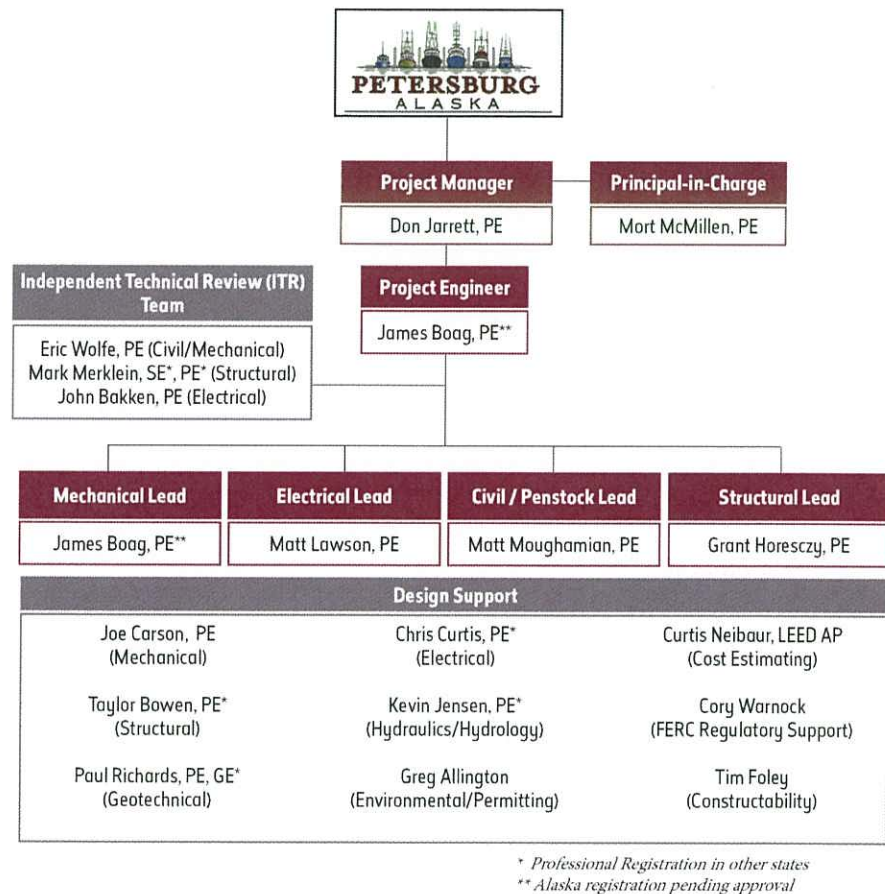 PETERSBURG
ALASKA
Project Manager
Don Jarrett, PE
Principal-in-Charge
Mort McMillen, PE
Independent Technical Review (ITR)
Team
Eric Wolfe, PE (Civil/Mechanical)
Mark Merklein, SE*, PE* (Structural)
John Bakken, PE (Electrical)
Project Engineer
James Boag, PE**
Mechanical Lead
James Boag, PE**
Electrical Lead
Matt Lawson, PE
Civil / Penstock Lead
Matt Moughamian, PE
Structural Lead
Grant Horesczy, PE
Design Support
Joe Carson, PE
(Mechanical)
Chris Curtis, PE*
(Electrical)
Curtis Neibaur, LEED AP
(Cost Estimating)
Taylor Bowen, PE*
(Structural)
Kevin Jensen, PE*
(Hydraulics/Hydrology)
Cory Warnock
(FERC Regulatory Support)
Paul Richards, PE, GE*
(Geotechnical)
Greg Allington
(Environmental/Permitting)
Tim Foley
(Constructability)
* Professional Registration in other states
** Alaska registration pending approval